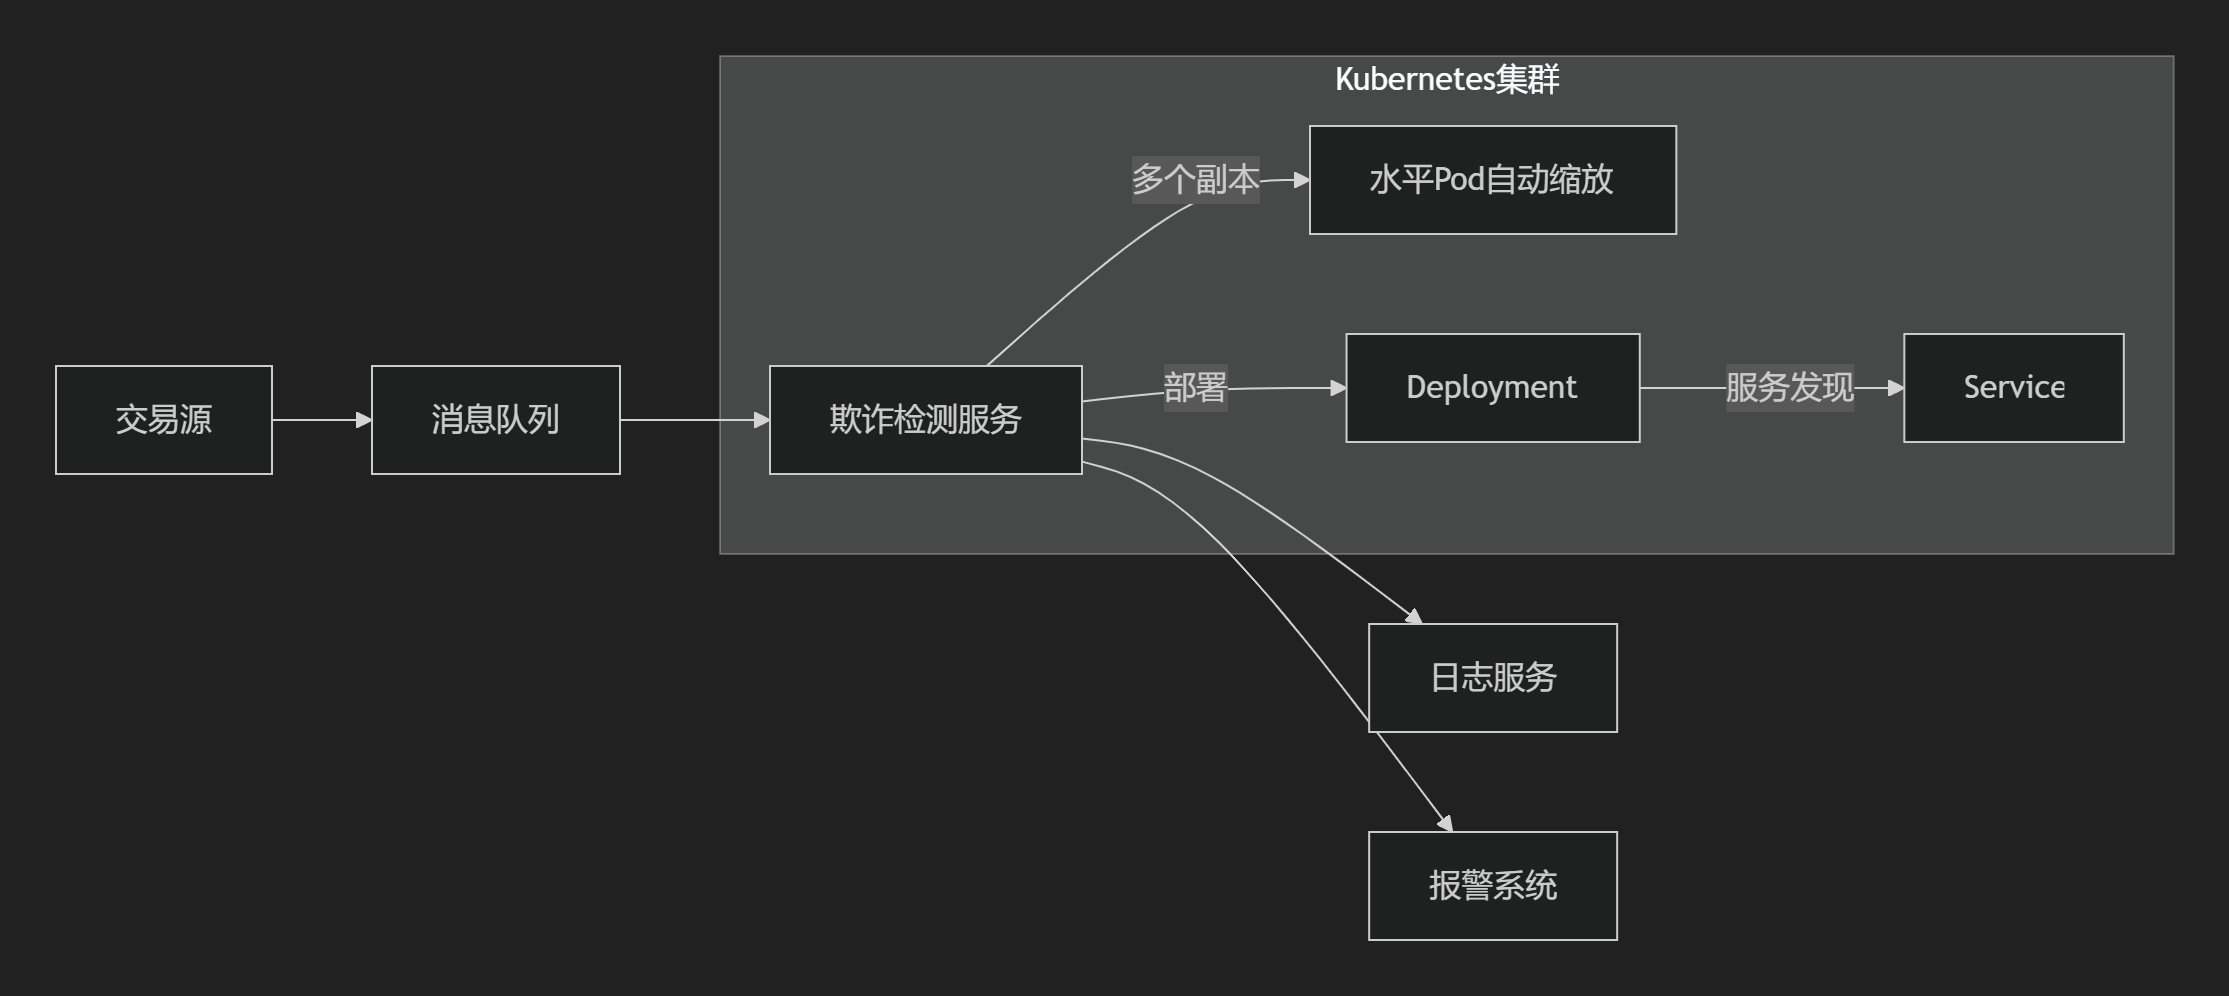 Kubernetes集群
多个副本
水平Pod自动缩放
交易源
消息队列
欺诈检测服务
部署
Deployment
服务发现
Service
日志服务
报警系统